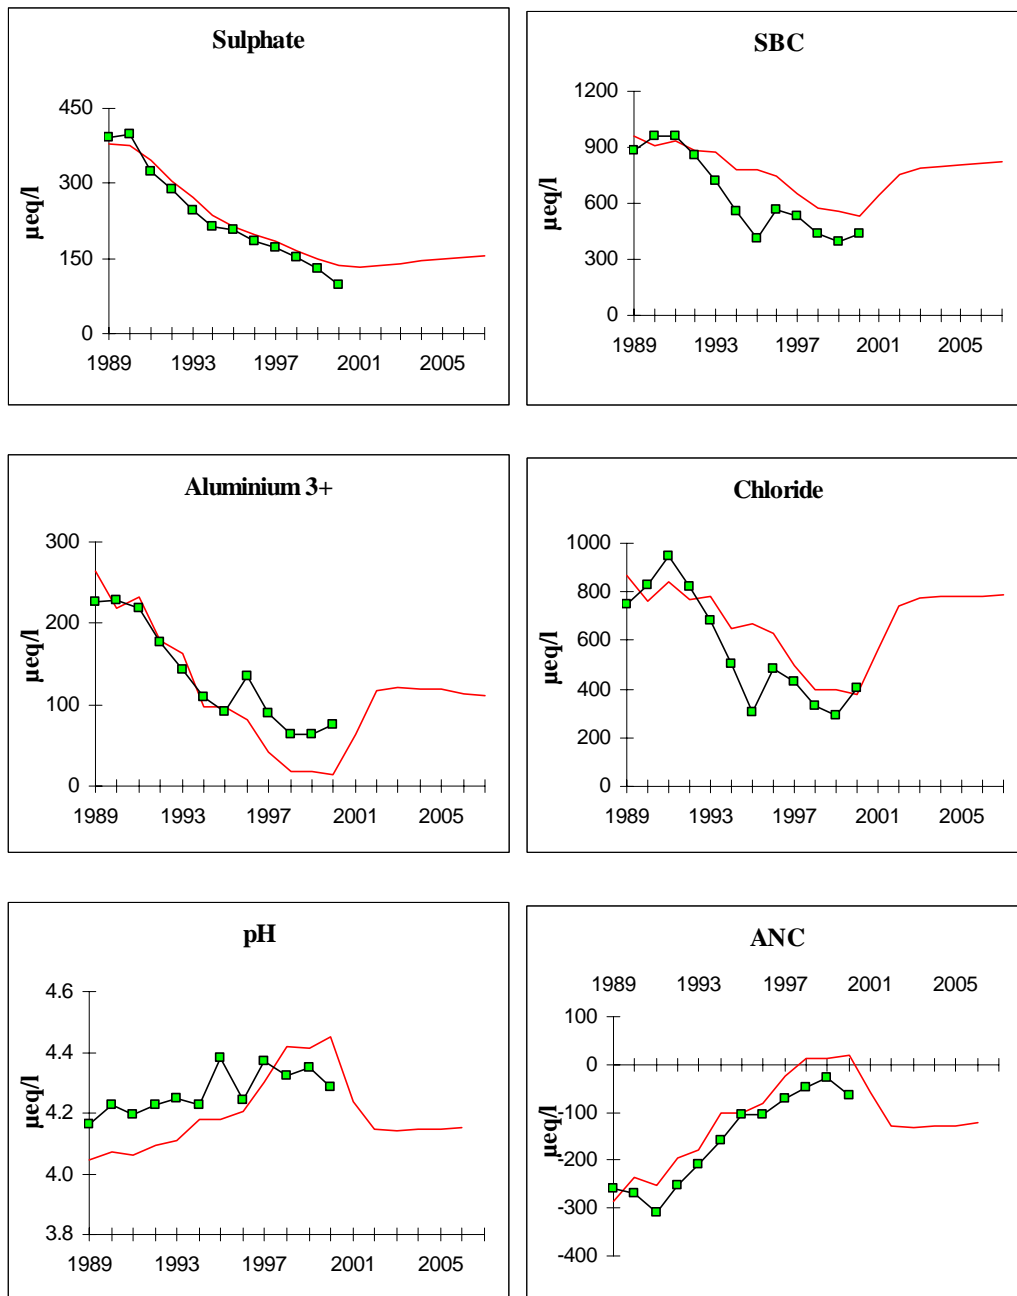 Sulphate
450
300
150
0
µeq/l
1989 1993 1997 2001 2005
SBC
1200
900
600
300
0
µeq/l
1989 1993 1997 2001 2005
Aluminium 3+
300
200
100
0
µeq/l
1989 1993 1997 2001 2005
Chloride
1000
800
600
400
200
0
µeq/l
1989 1993 1997 2001 2005
pH
4.6
4.4
4.2
4.0
3.8
µeq/l
1989 1993 1997 2001 2005
ANC
1989 1993 1997 2001 2005
100
0
-100
-200
-300
-400
µeq/l